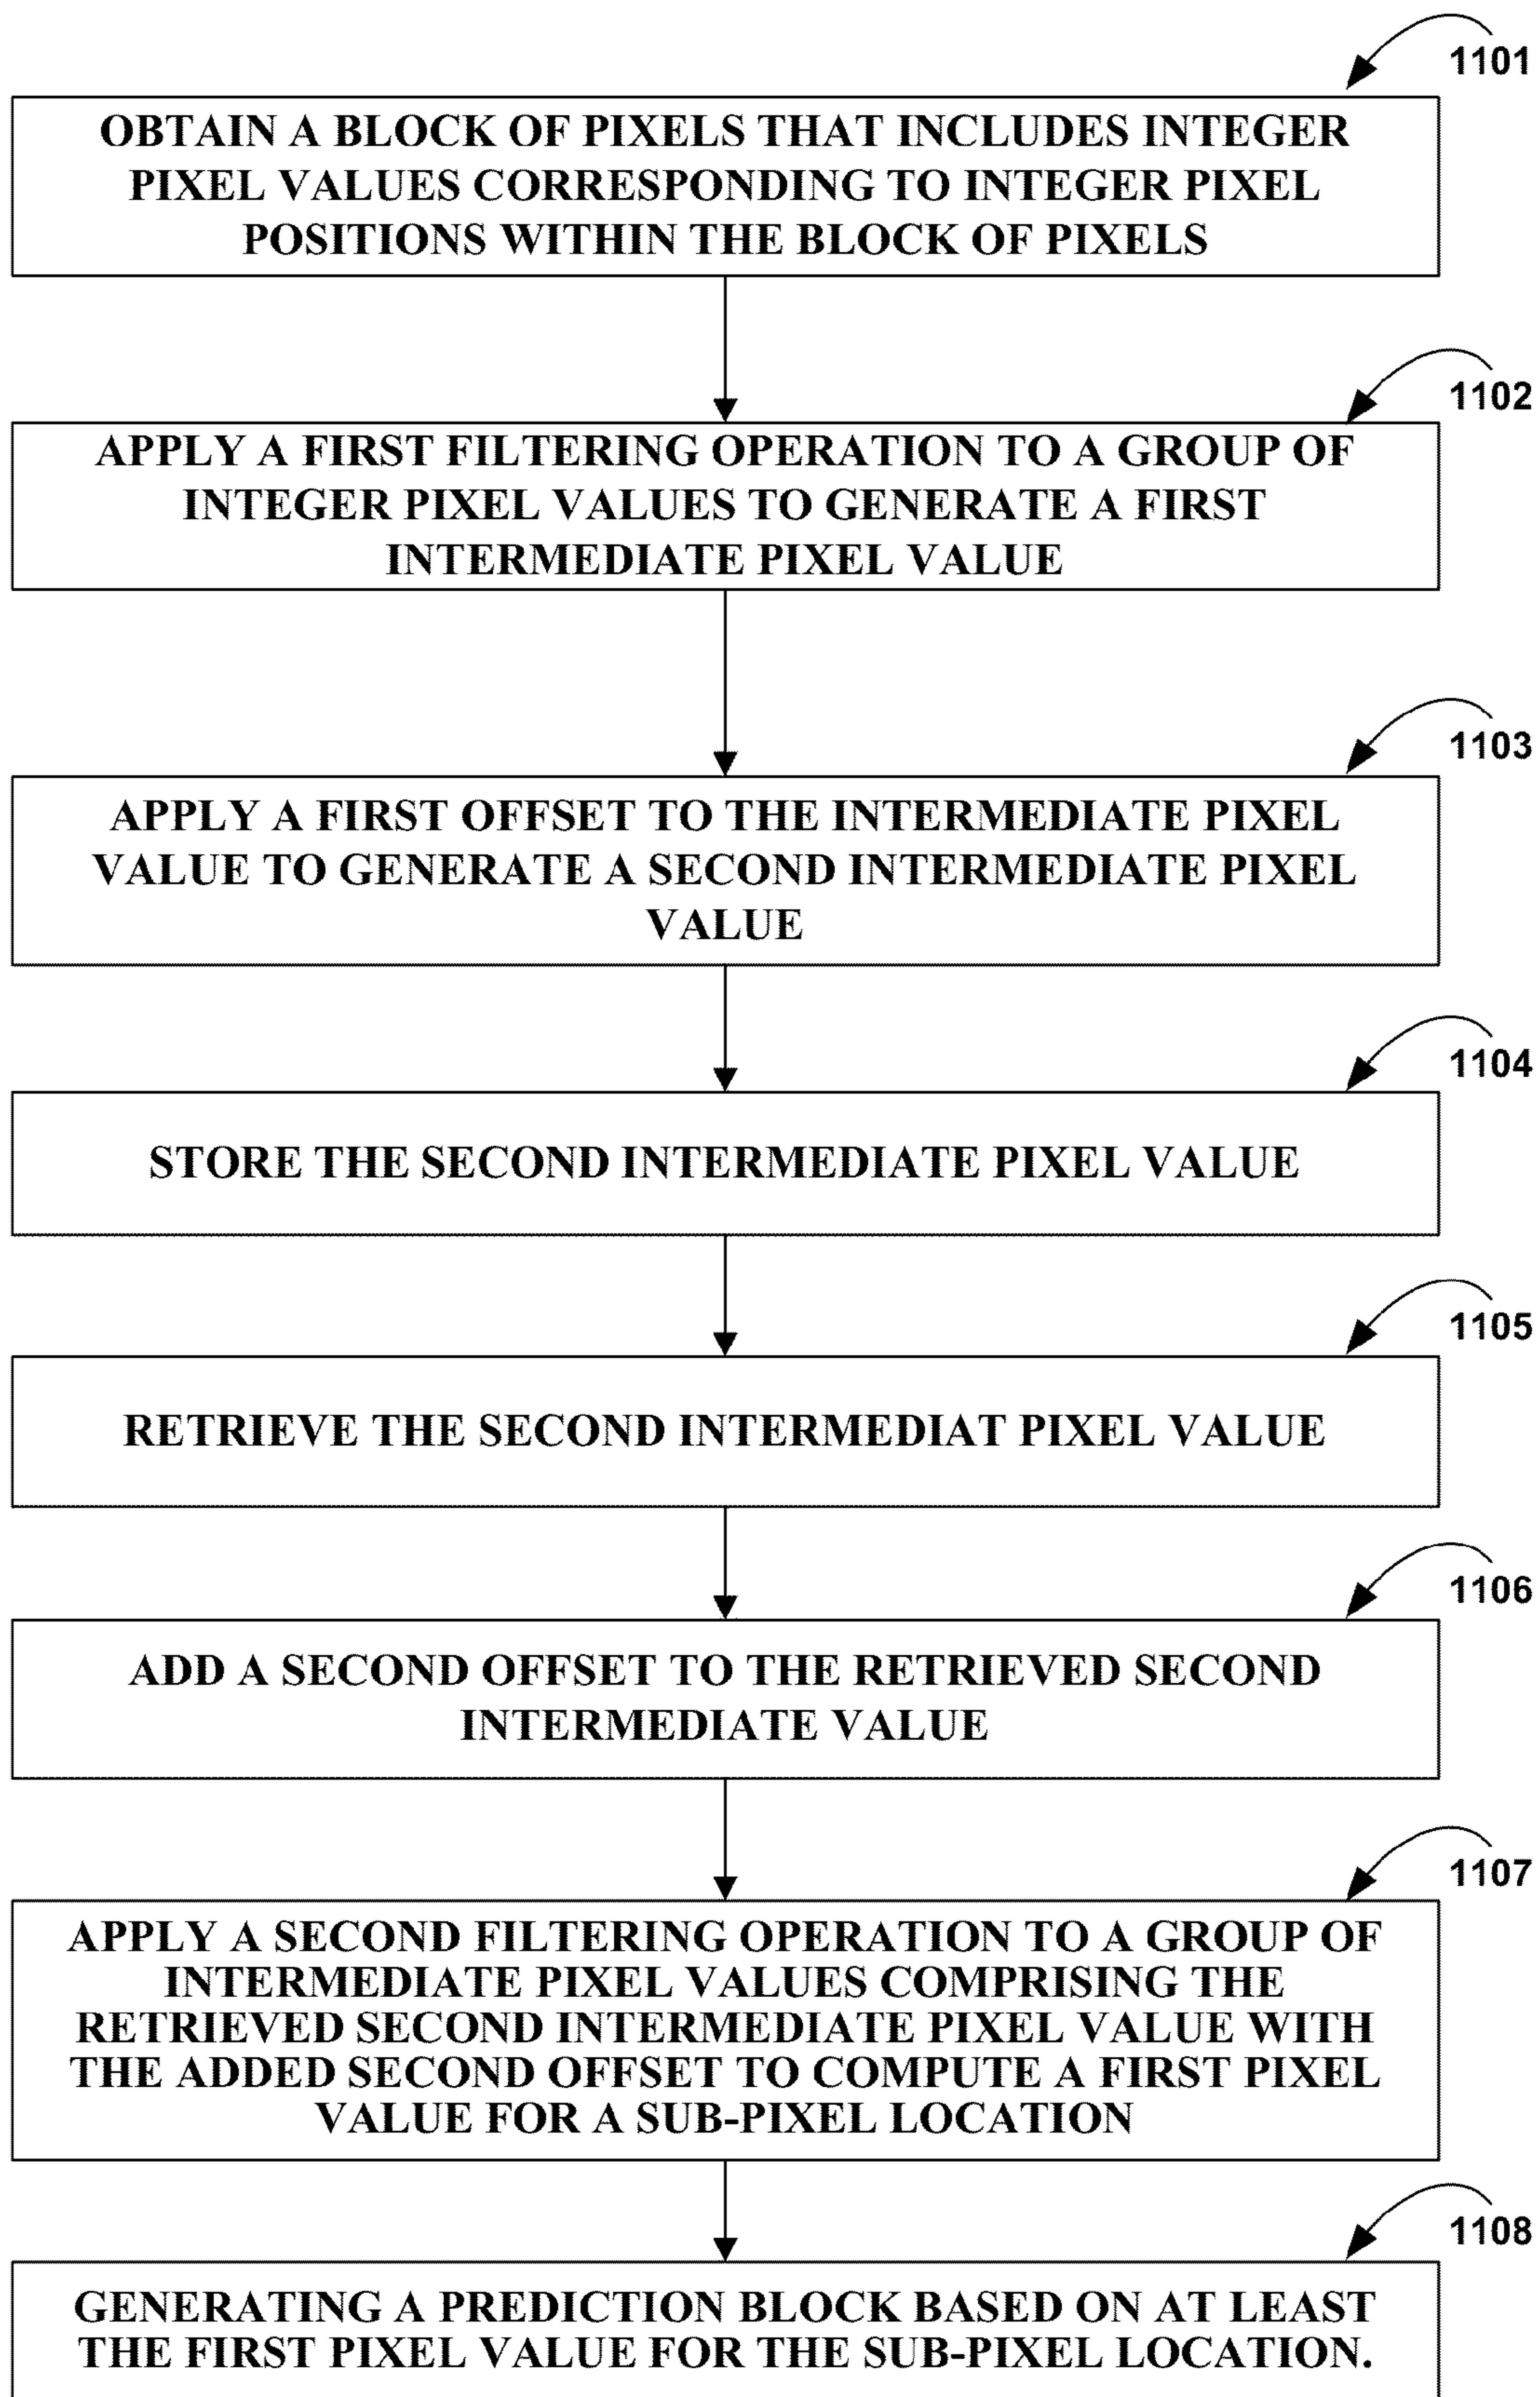 1101
OBTAIN A BLOCK OF PIXELS THAT INCLUDES INTEGER
PIXEL VALUES CORRESPONDING TO INTEGER PIXEL
POSITIONS WITHIN THE BLOCK OF PIXELS
1102
APPLY A FIRST FILTERING OPERATION TO A GROUP OF
INTEGER PIXEL VALUES TO GENERATE A FIRST
INTERMEDIATE PIXEL VALUE
1103
APPLY A FIRST OFFSET TO THE INTERMEDIATE PIXEL
VALUE TO GENERATE A SECOND INTERMEDIATE PIXEL
VALUE
1104
STORE THE SECOND INTERMEDIATE PIXEL VALUE
1105
RETRIEVE THE SECOND INTERMEDIAT PIXEL VALUE
1106
ADD A SECOND OFFSET TO THE RETRIEVED SECOND
INTERMEDIATE VALUE
1107
APPLY A SECOND FILTERING OPERATION TO A GROUP OF
INTERMEDIATE PIXEL VALUES COMPRISING THE
RETRIEVED SECOND INTERMEDIATE PIXEL VALUE WITH
THE ADDED SECOND OFFSET TO COMPUTE A FIRST PIXEL
VALUE FOR A SUB-PIXEL LOCATION
1108
GENERATING A PREDICTION BLOCK BASED ON AT LEAST
THE FIRST PIXEL VALUE FOR THE SUB-PIXEL LOCATION.